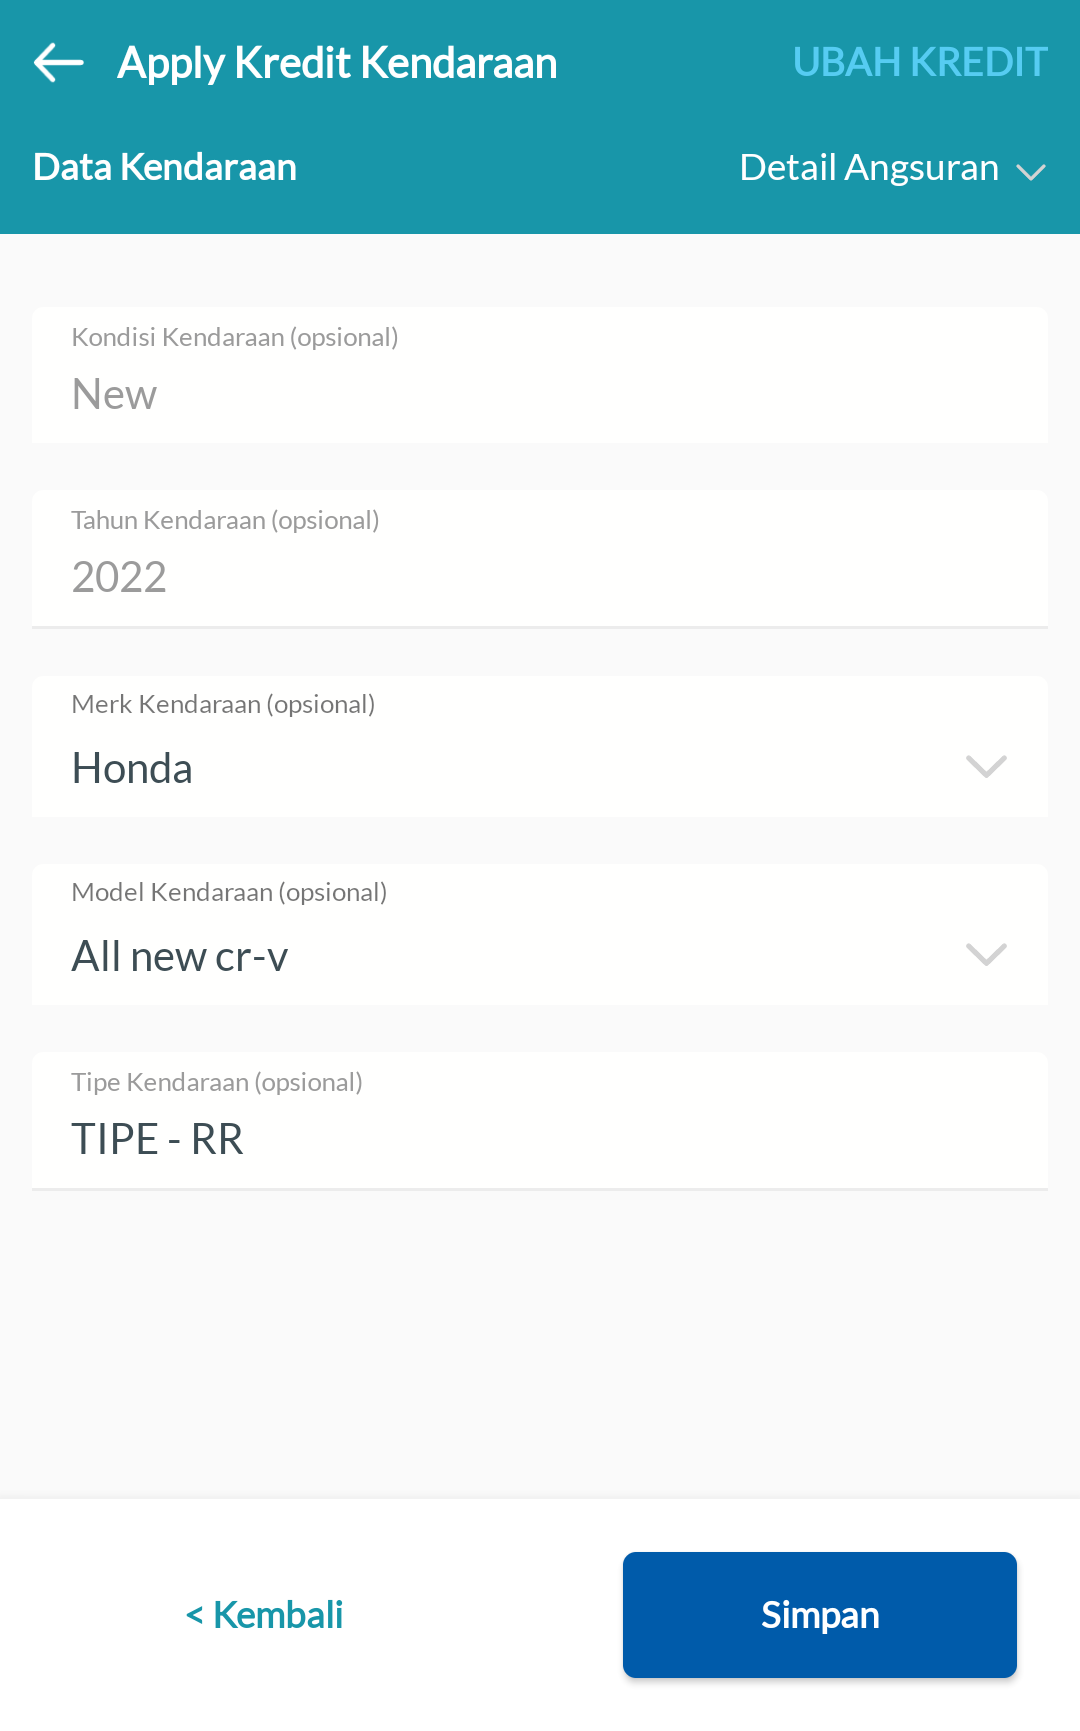 Apply Kredit Kendaraan
UBAH KREDIT
Data Kendaraan
Detail Angsuran
Kondisi Kendaraan (opsional)
New
Tahun Kendaraan (opsional)
2022
Merk Kendaraan (opsional)
Honda
Model Kendaraan (opsional)
All new cr-v
Tipe Kendaraan (opsional)
TIPE - RR
< Kembali
Simpan